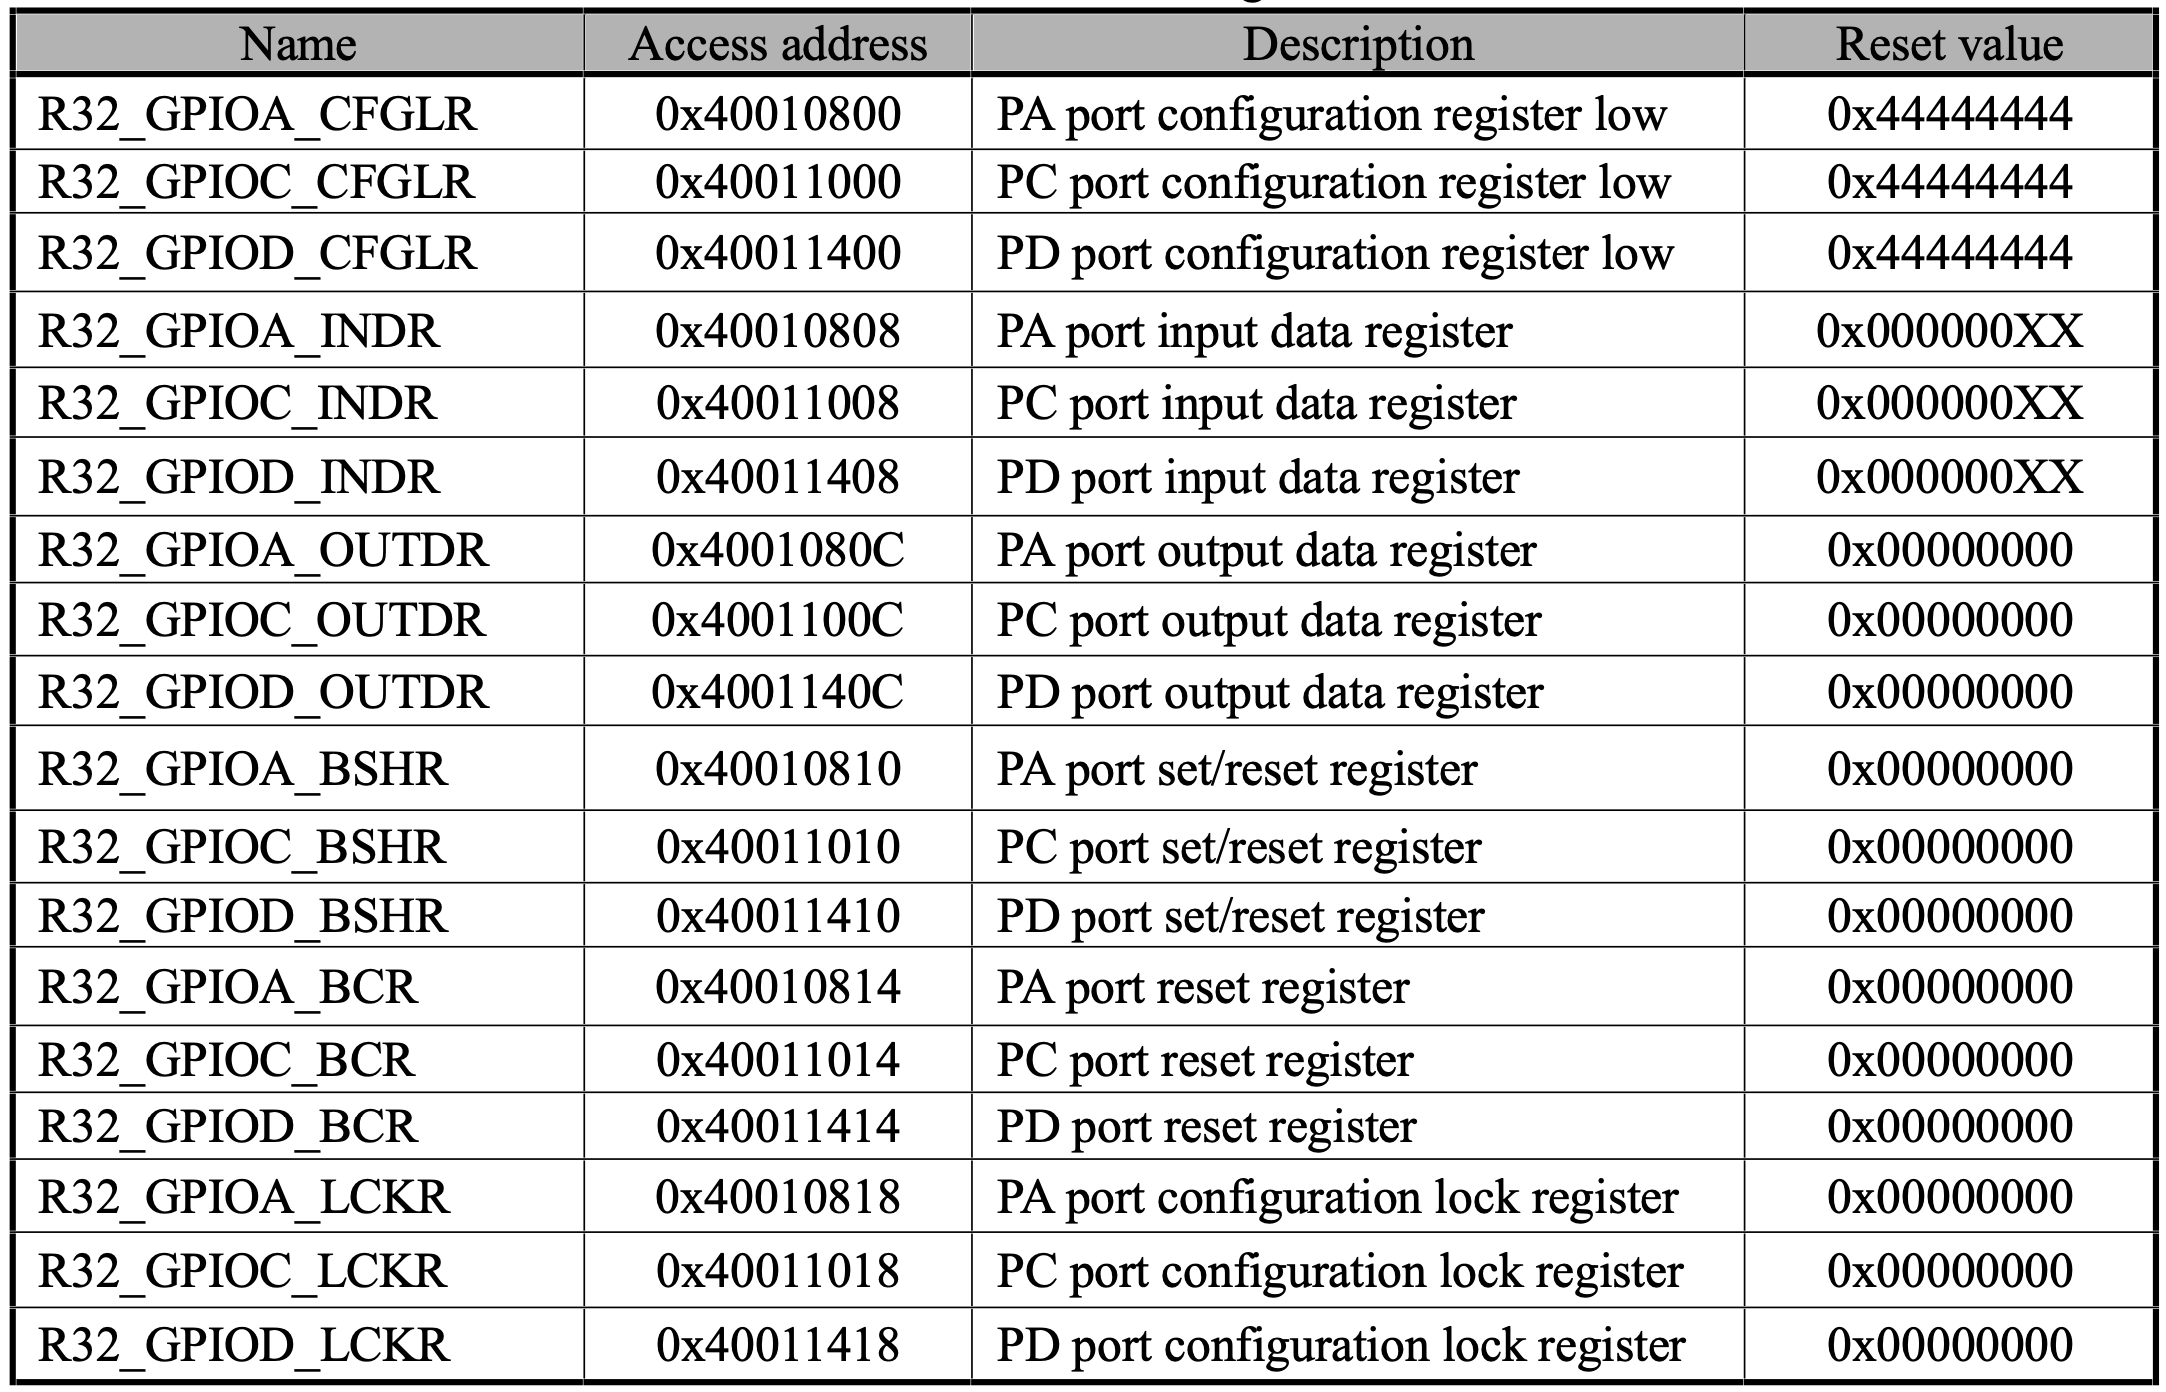 Name Access address Description Reset value
R32_GPIOA_CFGLR 0x40010800 PA port configuration register low 0x44444444
R32_GPIOC_CFGLR 0x40011000 PC port configuration register low 0x44444444
R32_GPIOD_CFGLR 0x40011400 PD port configuration register low 0x44444444
R32_GPIOA_INDR 0x40010808 PA port input data register 0x000000XX
R32_GPIOC_INDR 0x40011008 PC port input data register 0x000000XX
R32_GPIOD_INDR 0x40011408 PD port input data register 0x000000XX
R32_GPIOA_OUTDR 0x4001080C PA port output data register 0x00000000
R32_GPIOC_OUTDR 0x4001100C PC port output data register 0x00000000
R32_GPIOD_OUTDR 0x4001140C PD port output data register 0x00000000
R32_GPIOA_BSHR 0x40010810 PA port set/reset register 0x00000000
R32_GPIOC_BSHR 0x40011010 PC port set/reset register 0x00000000
R32_GPIOD_BSHR 0x40011410 PD port set/reset register 0x00000000
R32_GPIOA_BCR 0x40010814 PA port reset register 0x00000000
R32_GPIOC_BCR 0x40011014 PC port reset register 0x00000000
R32_GPIOD_BCR 0x40011414 PD port reset register 0x00000000
R32_GPIOA_LCKR 0x40010818 PA port configuration lock register 0x00000000
R32_GPIOC_LCKR 0x40011018 PC port configuration lock register 0x00000000
R32_GPIOD_LCKR 0x40011418 PD port configuration lock register 0x00000000